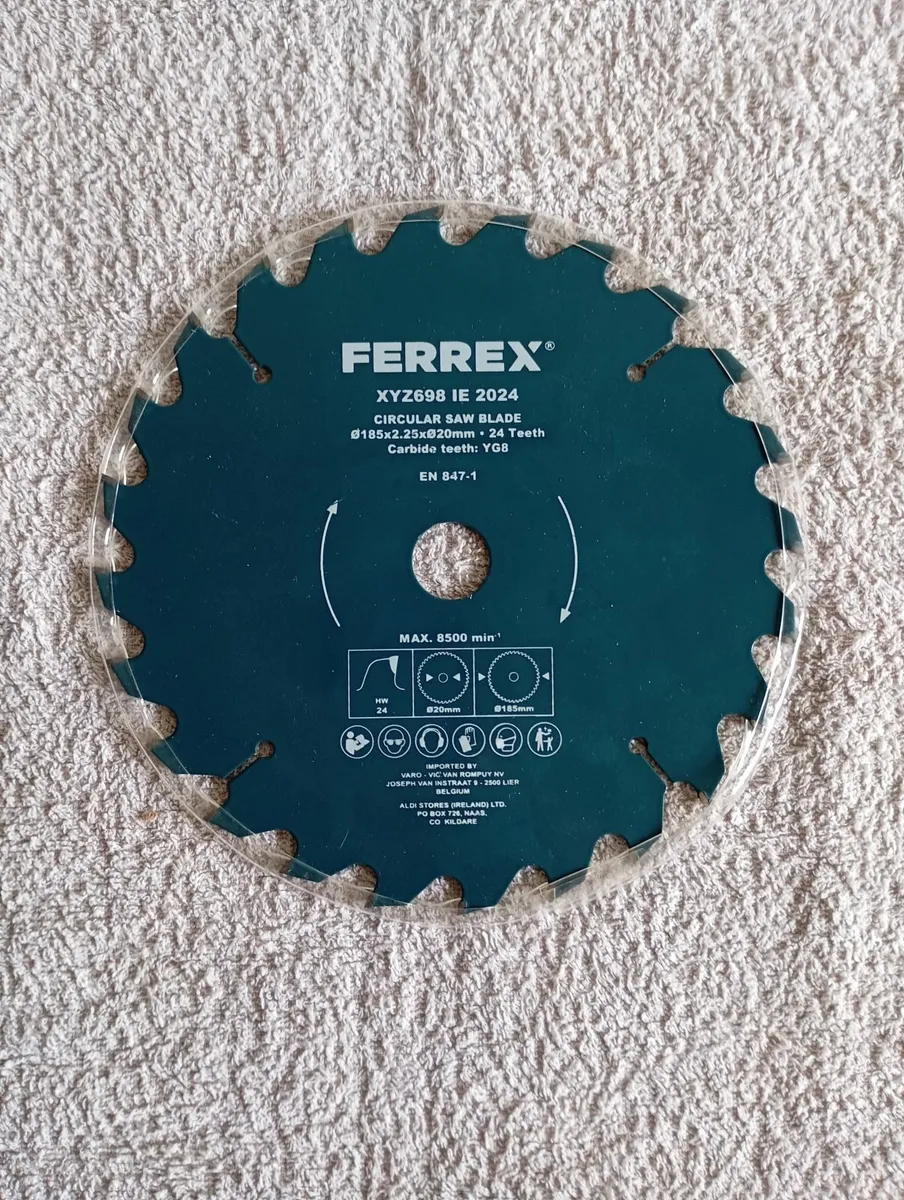 FERREX®
XYZ698 IE 2024
CIRCULAR SAW BLADE
Ø185x2.25xØ20mm • 24 Teeth
Carbide teeth: YG8
EN 847-1
MAX. 8500 min⁻¹
HW
24
Ø20mm
Ø185mm
IMPORTED BY
VARO - VIC VAN ROMPUY NV
JOSEPH VAN INSTRAAT 9 - 2500 LIER
BELGIUM
ALDI STORES (IRELAND) LTD.
PO BOX 726, NAAS,
CO KILDARE